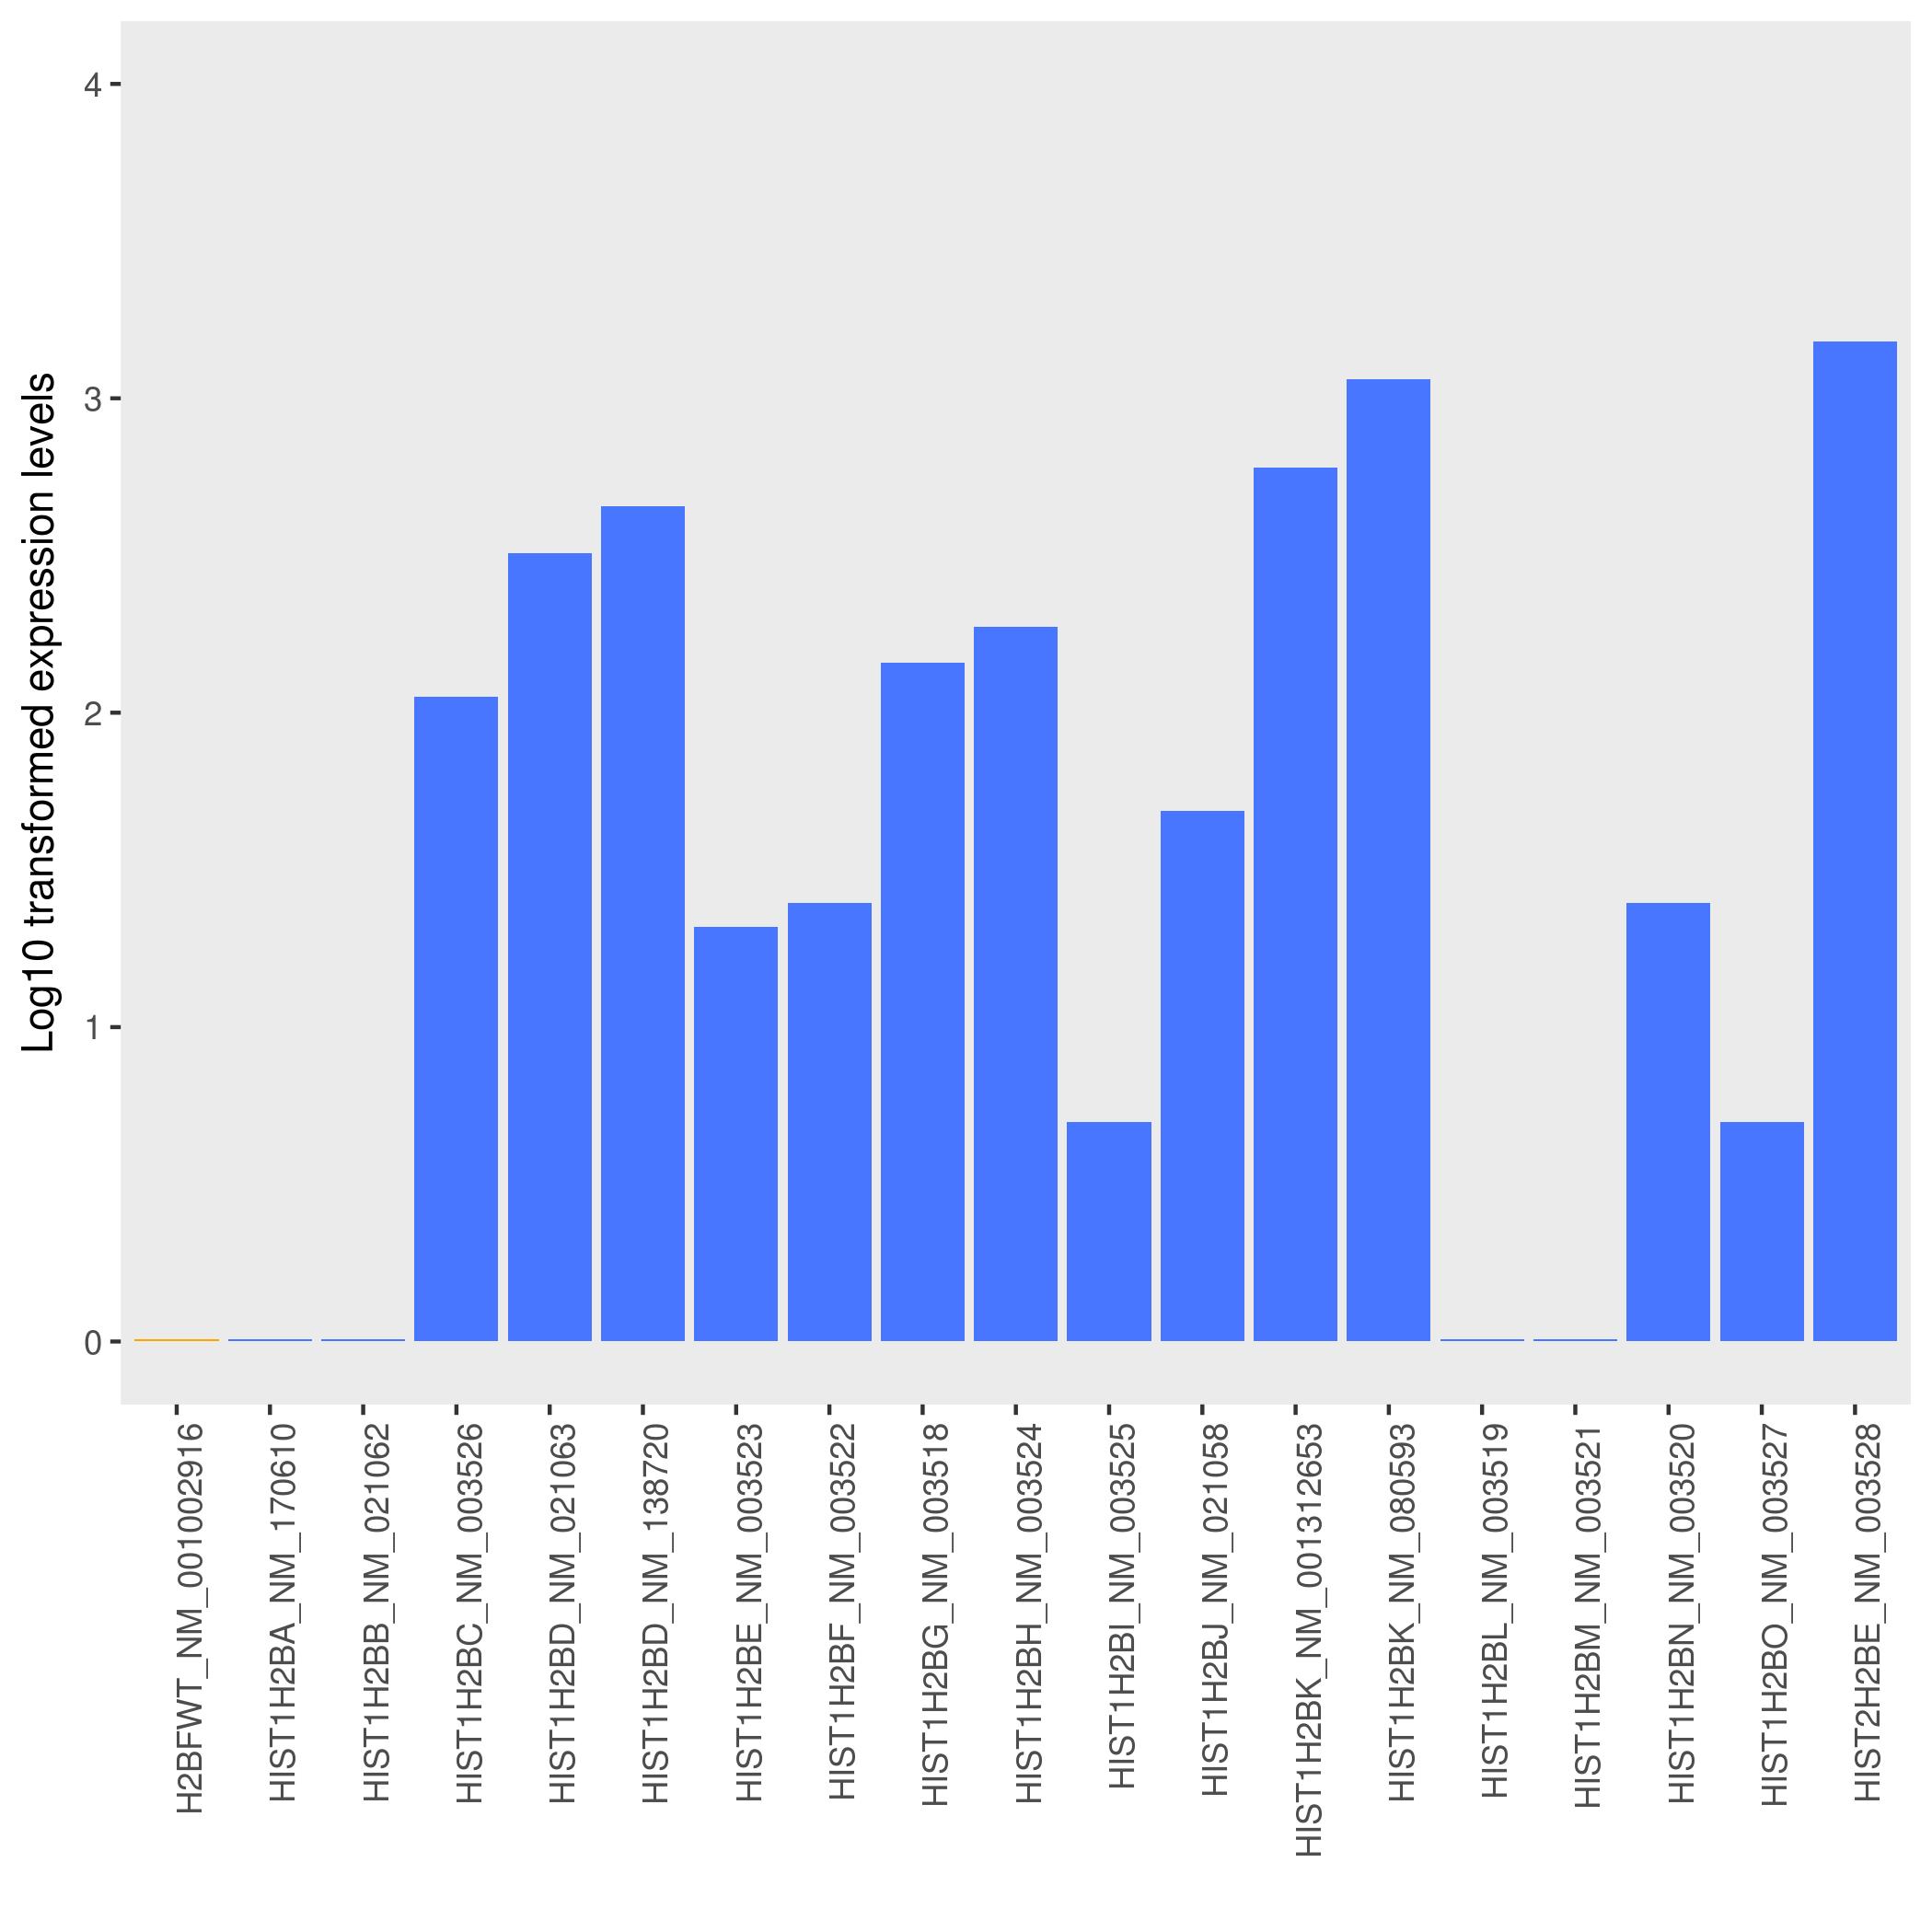 Log10 transformed expression levels
4
3
2
1
0
H2BFWT_NM_001002916
HIST1H2BA_NM_170610
HIST1H2BB_NM_021062
HIST1H2BC_NM_003526
HIST1H2BD_NM_021063
HIST1H2BD_NM_138720
HIST1H2BE_NM_003523
HIST1H2BF_NM_003522
HIST1H2BG_NM_003518
HIST1H2BH_NM_003524
HIST1H2BI_NM_003525
HIST1H2BJ_NM_021058
HIST1H2BK_NM_001312653
HIST1H2BK_NM_080593
HIST1H2BL_NM_003519
HIST1H2BM_NM_003521
HIST1H2BN_NM_003520
HIST1H2BO_NM_003527
HIST2H2BE_NM_003528